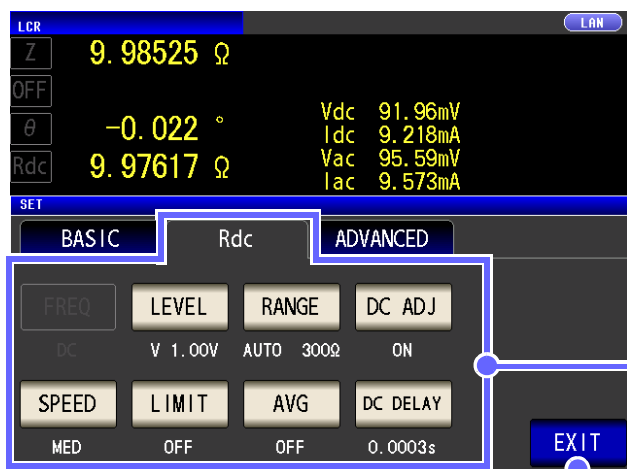 LCR LAN
Z 9.98525 Ω
OFF
θ -0.022 ° Vdc 91.96mV
Idc 9.218mA
Rdc 9.97617 Ω Vac 95.59mV
Iac 9.573mA
SET
BASIC Rdc ADVANCED
FREQ LEVEL RANGE DC ADJ
DC V 1.00V AUTO 300Ω ON
SPEED LIMIT AVG DC DELAY
MED OFF OFF 0.0003s
EXIT